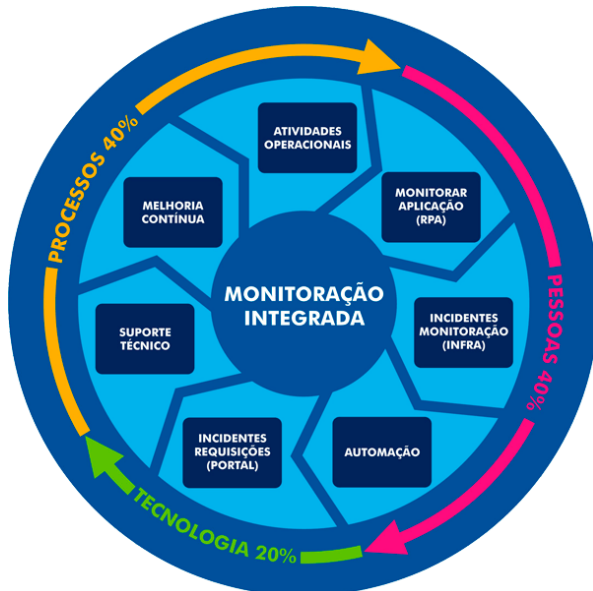 PROCESSOS 40%
PESSOAS 40%
TECNOLOGIA 20%
ATIVIDADES
OPERACIONAIS
MONITORAR
APLICAÇÃO
(RPA)
INCIDENTES
MONITORAÇÃO
(INFRA)
AUTOMAÇÃO
INCIDENTES
REQUISIÇÕES
(PORTAL)
SUPORTE
TÉCNICO
MELHORIA
CONTÍNUA
MONITORAÇÃO
INTEGRADA